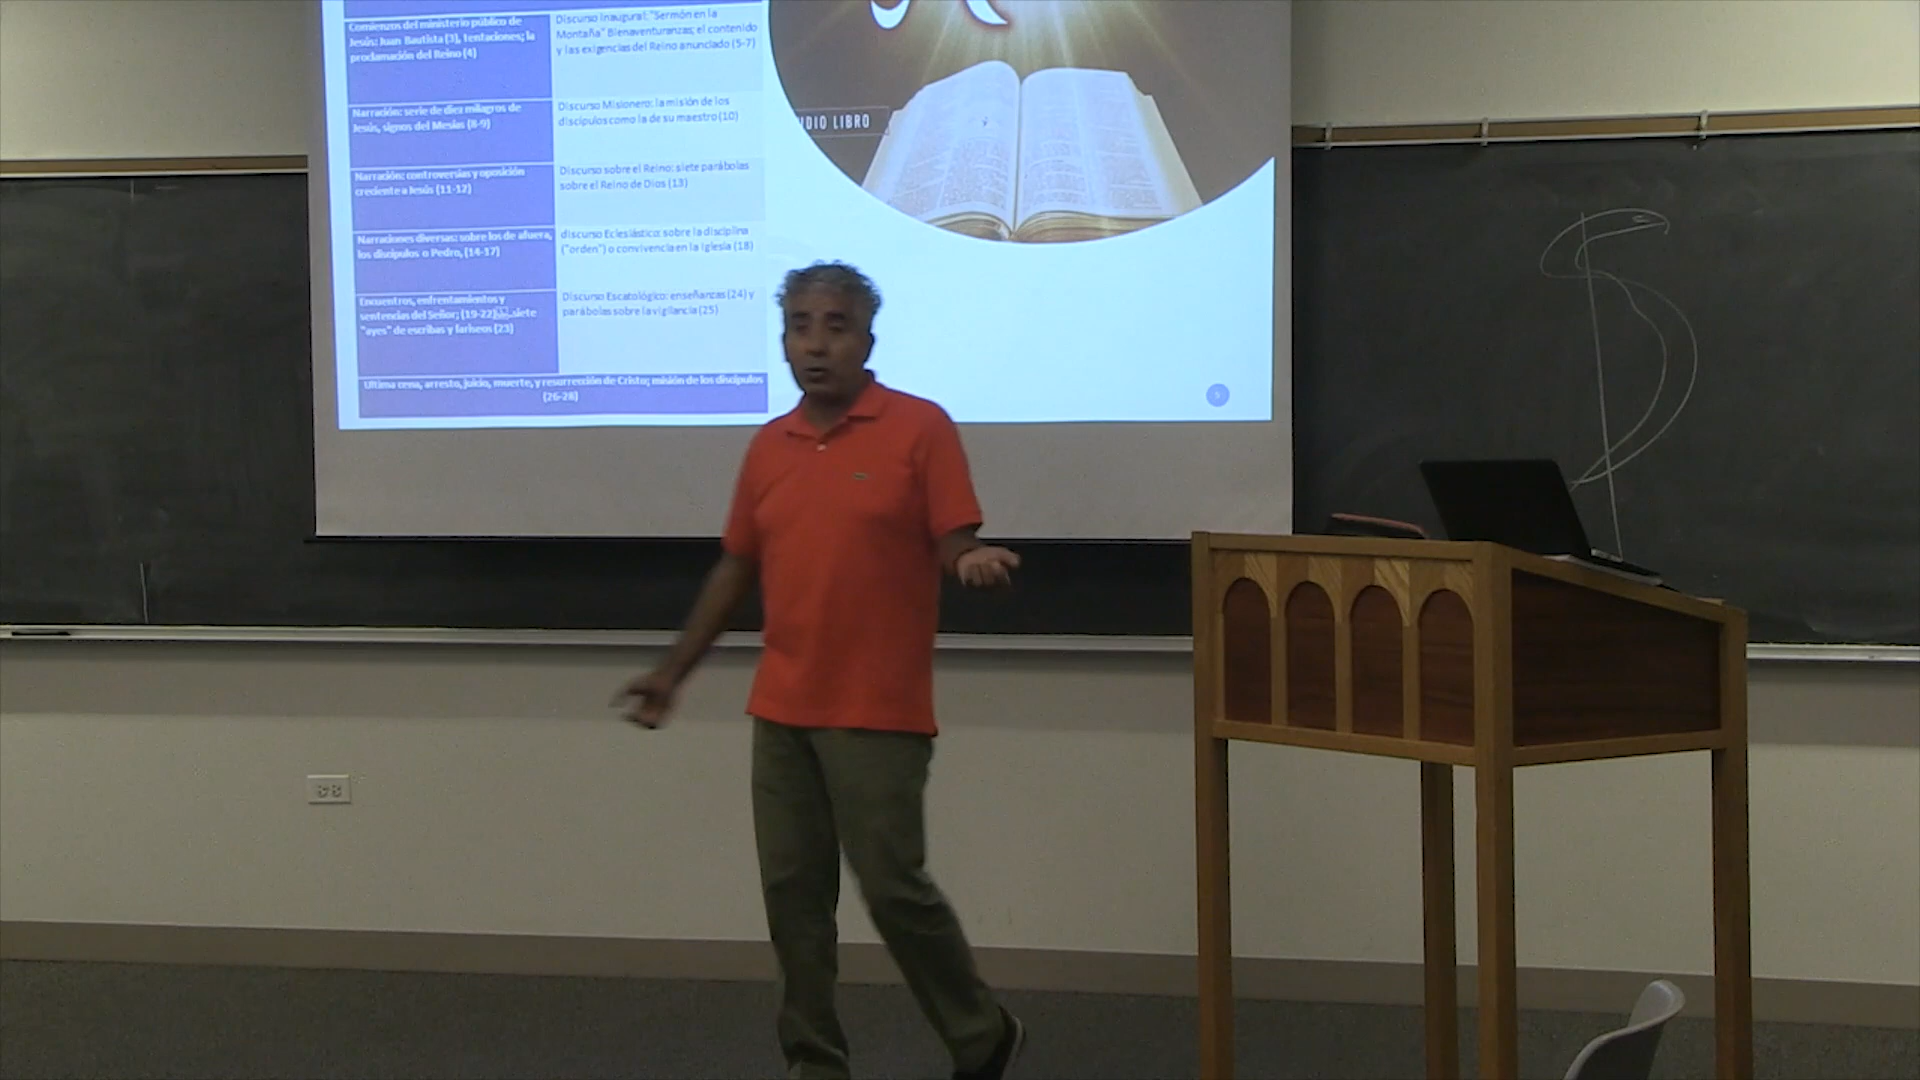 Comienzos del ministerio público de
Jesús: Juan Bautista (3), tentaciones; la
proclamación del Reino (4)
Discurso Inaugural: "Sermón en la
Montaña" Bienaventuranzas; el contenido
y las exigencias del Reino anunciado (5-7)
Narración: serie de diez milagros de
Jesús, signos del Mesías (8-9)
Discurso Misionero: la misión de los
discípulos como la de su maestro (10)
Narración: controversias y oposición
creciente a Jesús (11-12)
Discurso sobre el Reino: siete parábolas
sobre el Reino de Dios (13)
Narraciones diversas: sobre los de afuera,
los discípulos o Pedro, (14-17)
discurso Eclesiástico: sobre la disciplina
("orden") o convivencia en la Iglesia (18)
Encuentros, enfrentamientos y
sentencias del Señor; (19-22) ...siete
"ayes" de escribas y fariseos (23)
Discurso Escatológico: enseñanzas (24) y
parábolas sobre la vigilancia (25)
Ultima cena, arresto, juicio, muerte, y resurrección de Cristo; misión de los discípulos
(26-28)
UDIO LIBRO
5